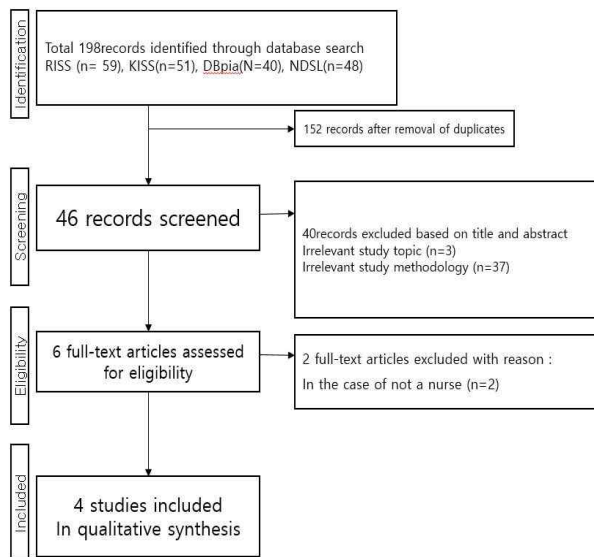 Identification
Total 198records identified through database search
RISS (n= 59), KISS(n=51), DBpia(N=40), NDSL(n=48)
152 records after removal of duplicates
Screening
46 records screened
40records excluded based on title and abstract
Irrelevant study topic (n=3)
Irrelevant study methodology (n=37)
Eligibility
6 full-text articles assessed
for eligibility
2 full-text articles excluded with reason :
In the case of not a nurse (n=2)
Included
4 studies included
In qualitative synthesis